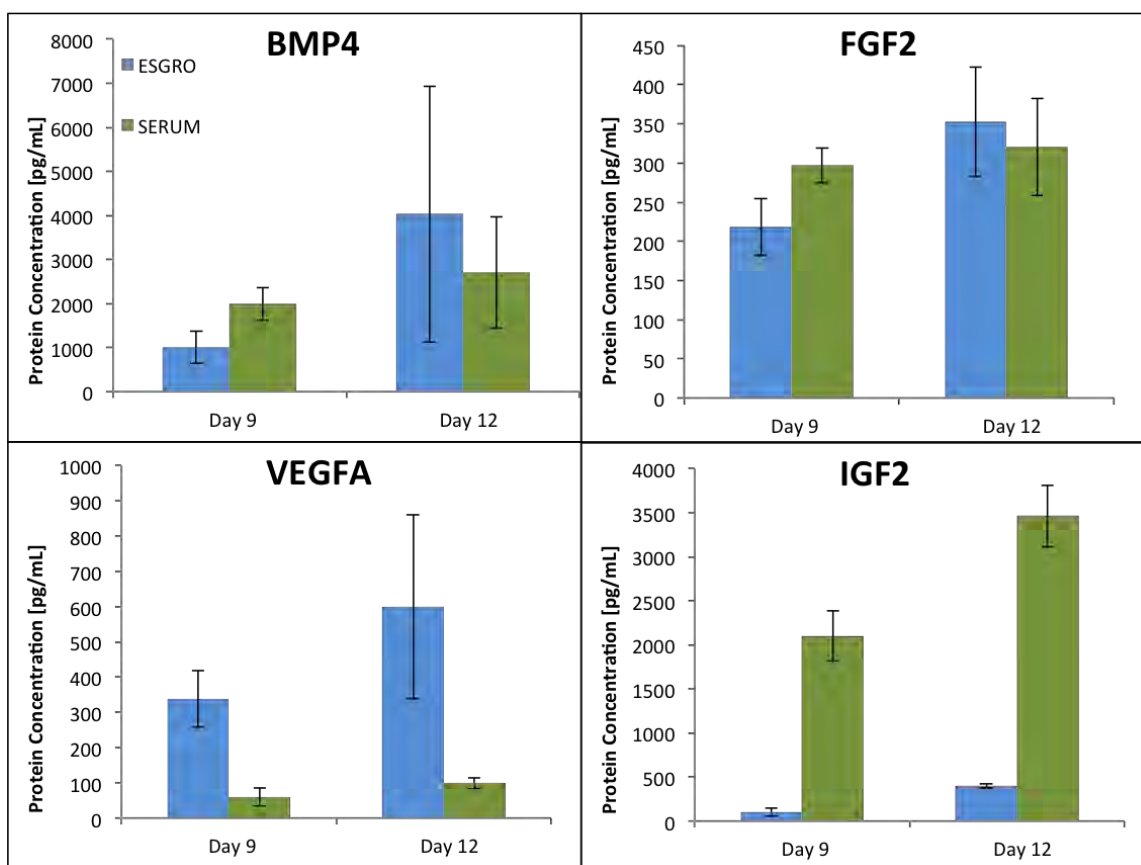 BMP4
Protein Concentration [pg/mL]
8000
7000
6000
5000
4000
3000
2000
1000
0
ESGRO
SERUM
Day 9
Day 12
FGF2
Protein Concentration [pg/mL]
450
400
350
300
250
200
150
100
50
0
Day 9
Day 12
VEGFA
Protein Concentration [pg/mL]
1000
900
800
700
600
500
400
300
200
100
0
Day 9
Day 12
IGF2
Protein Concentration [pg/mL]
4000
3500
3000
2500
2000
1500
1000
500
0
Day 9
Day 12